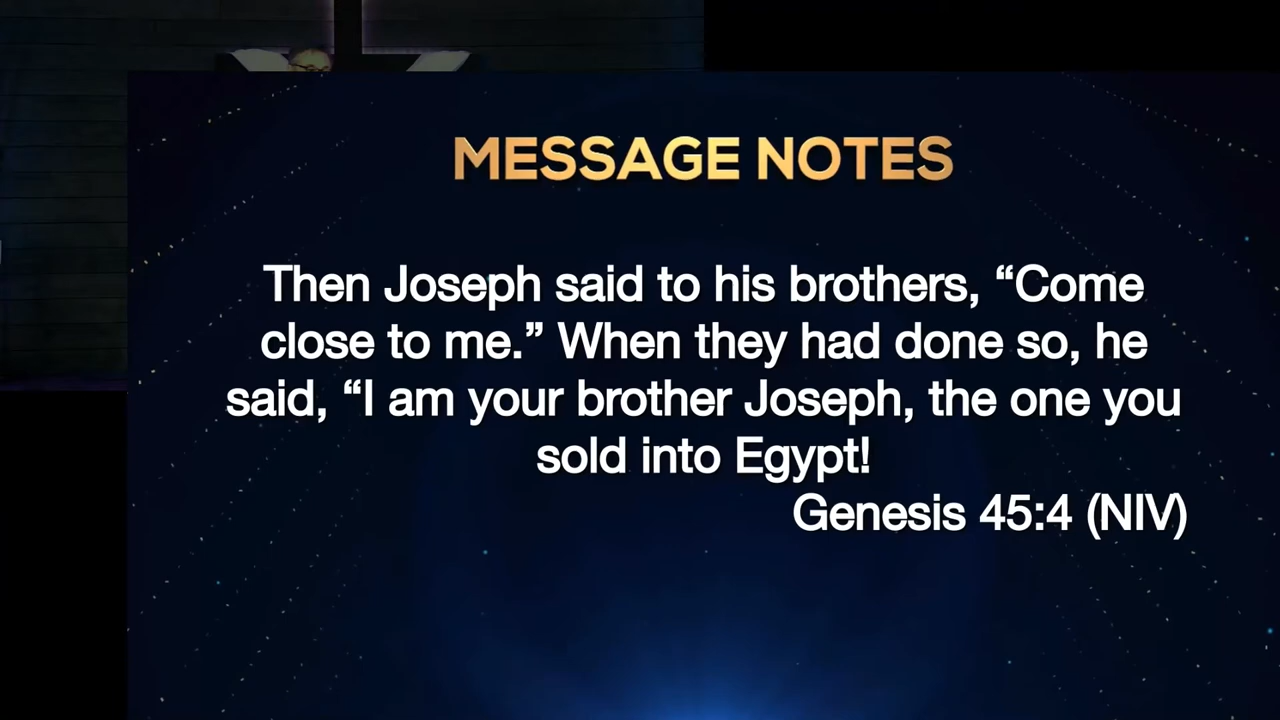 MESSAGE NOTES
Then Joseph said to his brothers, “Come
close to me.” When they had done so, he
said, “I am your brother Joseph, the one you
sold into Egypt!
Genesis 45:4 (NIV)